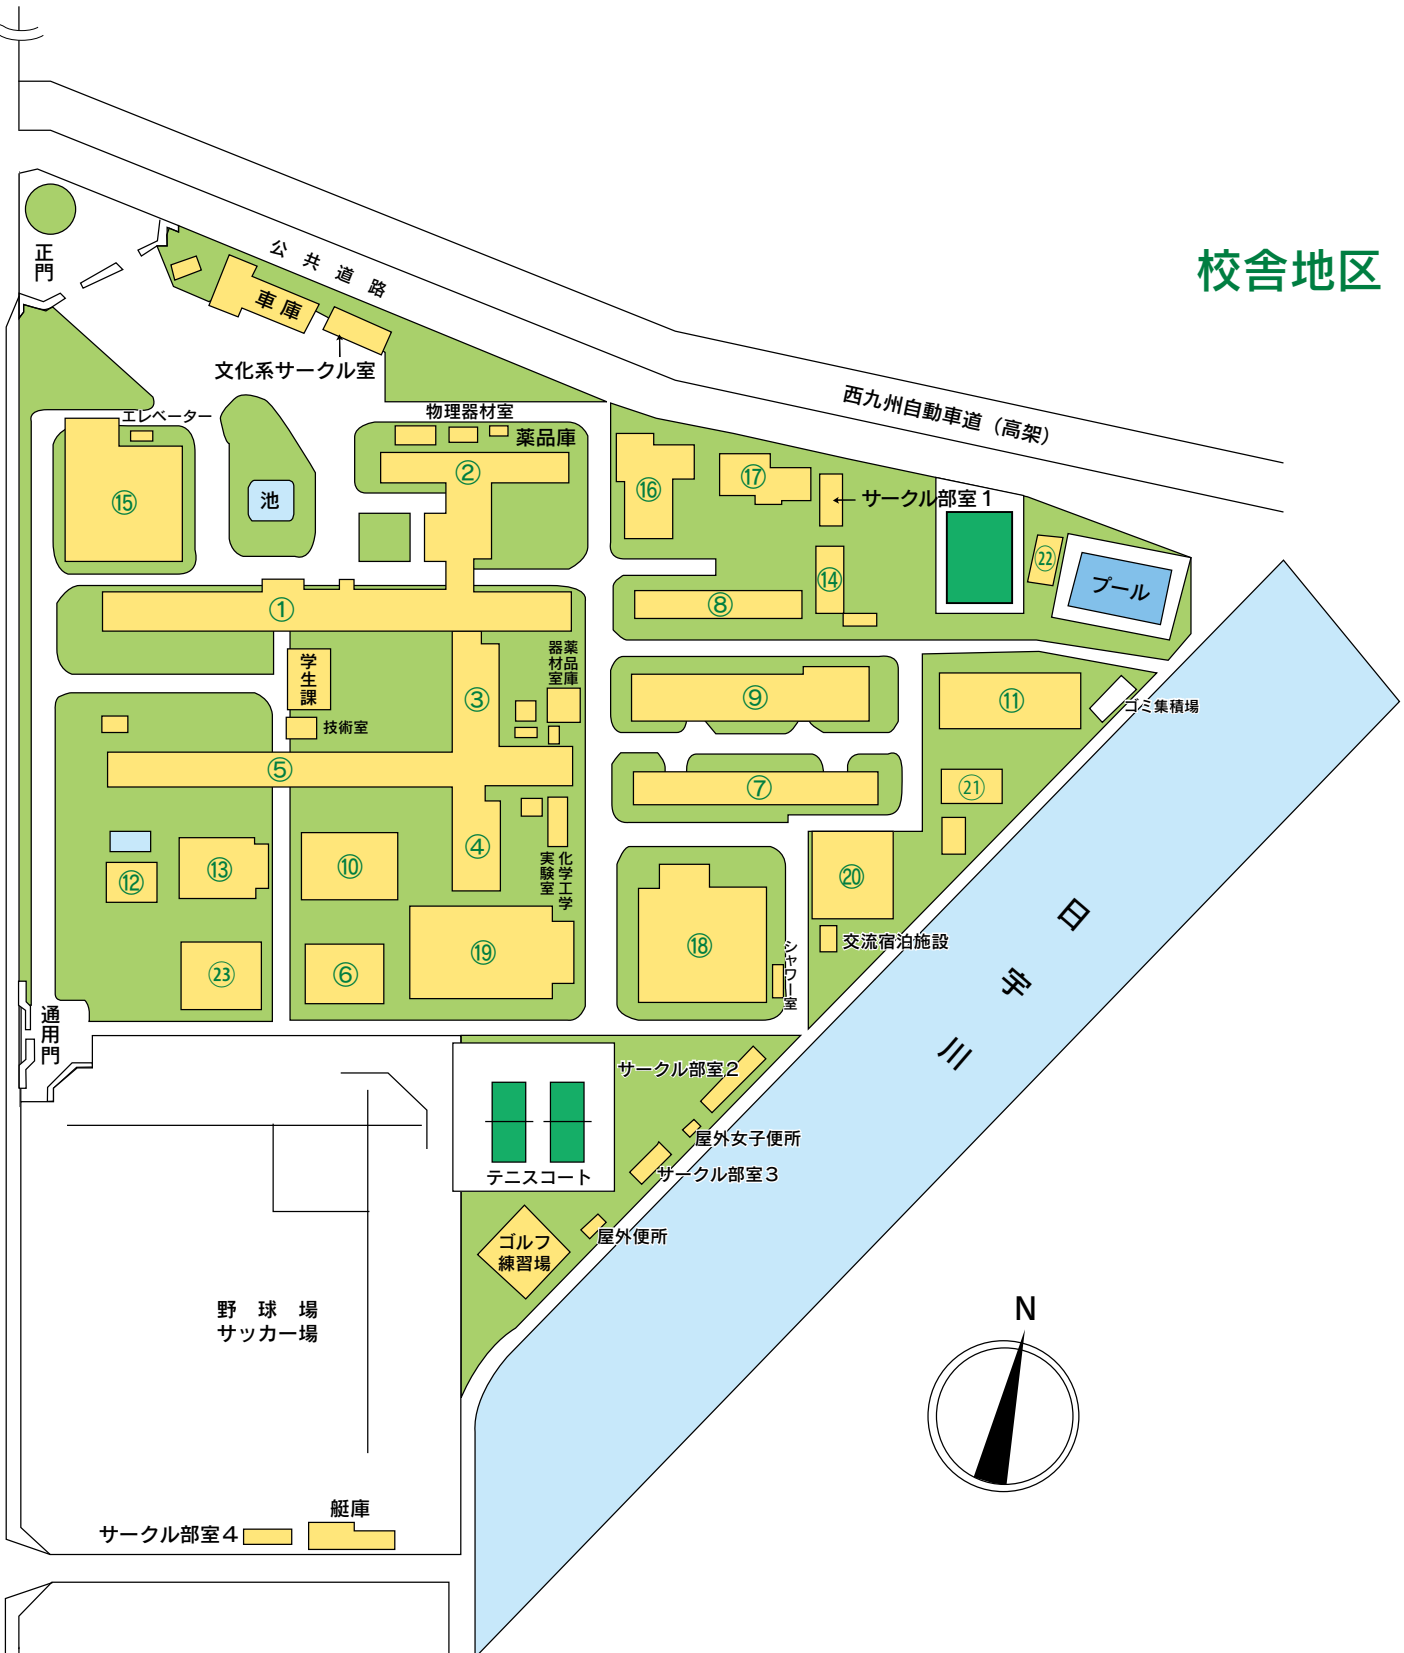 校舎地区
正門
公共道路
車庫
文化系サークル室
西九州自動車道（高架）
エレベーター
物理器材室
薬品庫
②
⑮
池
⑯
⑰
サークル部室１
㉒
プール
⑭
①
⑧
学生課
薬品庫
器材室
③
⑨
⑪
ゴミ集積場
技術室
⑤
⑦
㉑
⑫
⑬
⑩
④
化学工学
実験室
⑳
交流宿泊施設
㉓
⑥
⑲
⑱
シャワー室
日宇川
通用門
サークル部室２
屋外女子便所
サークル部室３
テニスコート
屋外便所
ゴルフ
練習場
野球場
サッカー場
N
艇庫
サークル部室４